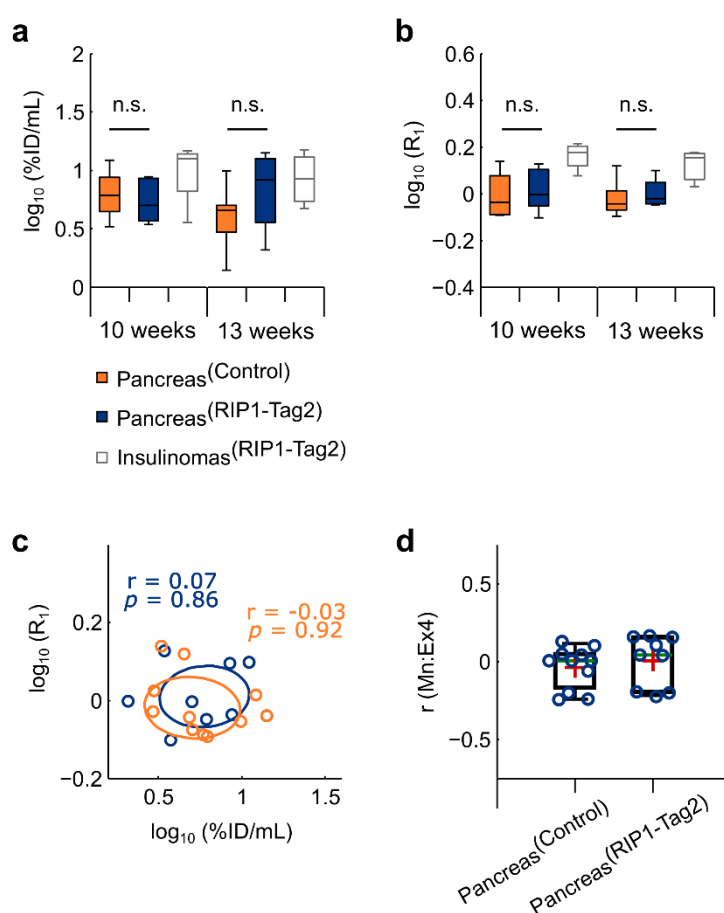 a
log10 (%ID/mL)
2
1.5
1
0.5
0
n.s. n.s.
10 weeks 13 weeks
b
log10 (R1)
0.6
0.4
0.2
0
−0.2
−0.4
n.s. n.s.
10 weeks 13 weeks
Pancreas(Control)
Pancreas(RIP1-Tag2)
Insulinomas(RIP1-Tag2)
c
log10 (R1)
r = 0.07
p = 0.86
r = -0.03
p = 0.92
0.2
0
−0.2
0.5 1 1.5
log10 (%ID/mL)
d
r (Mn:Ex4)
0.5
0
−0.5
Pancreas(Control)
Pancreas(RIP1-Tag2)